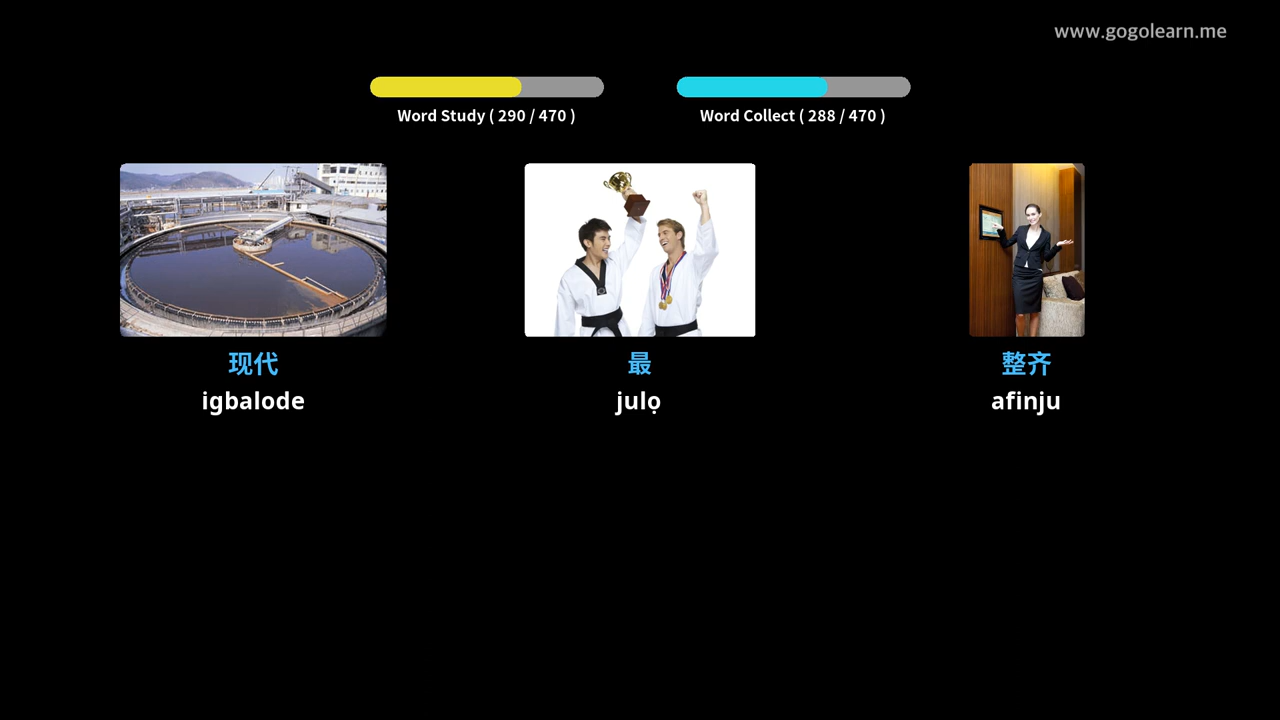 www.gogolearn.me
Word Study ( 290 / 470 )
Word Collect ( 288 / 470 )
现代
igbalode
最
julọ
整齐
afinju